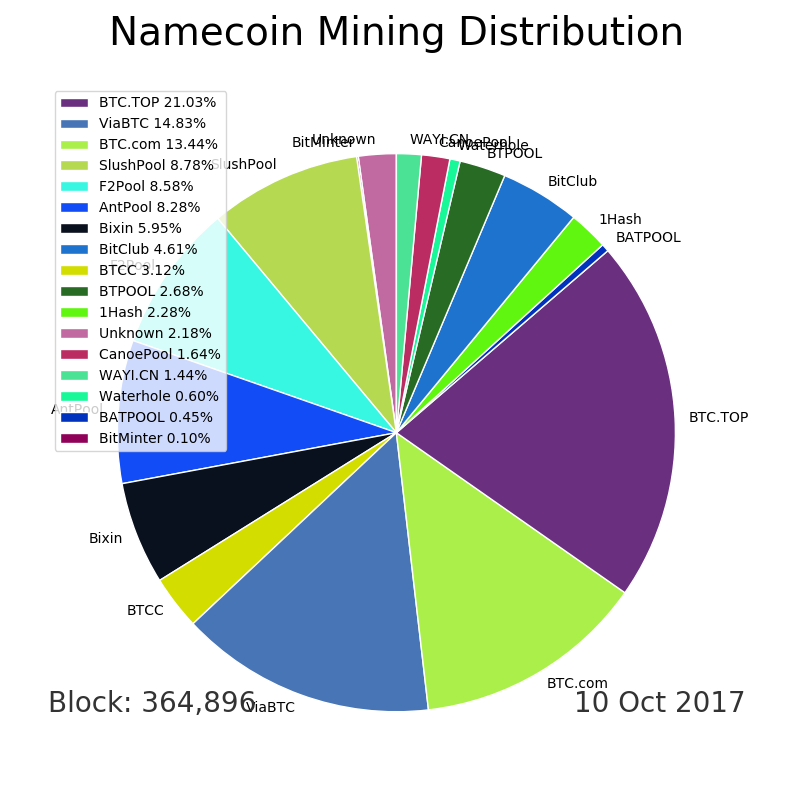 Namecoin Mining Distribution
BTC.TOP 21.03%
ViaBTC 14.83%
BTC.com 13.44%
SlushPool 8.78%
F2Pool 8.58%
AntPool 8.28%
Bixin 5.95%
BitClub 4.61%
BTCC 3.12%
BTPOOL 2.68%
1Hash 2.28%
Unknown 2.18%
CanoePool 1.64%
WAYI.CN 1.44%
Waterhole 0.60%
BATPOOL 0.45%
BitMinter 0.10%
Unknown
WAYI.CN
BitMinter
CanoePool
Waterhole
BTPOOL
SlushPool
BitClub
1Hash
BATPOOL
F2Pool
AntPool
BTC.TOP
Bixin
BTCC
BTC.com
ViaBTC
Block: 364,896
10 Oct 2017